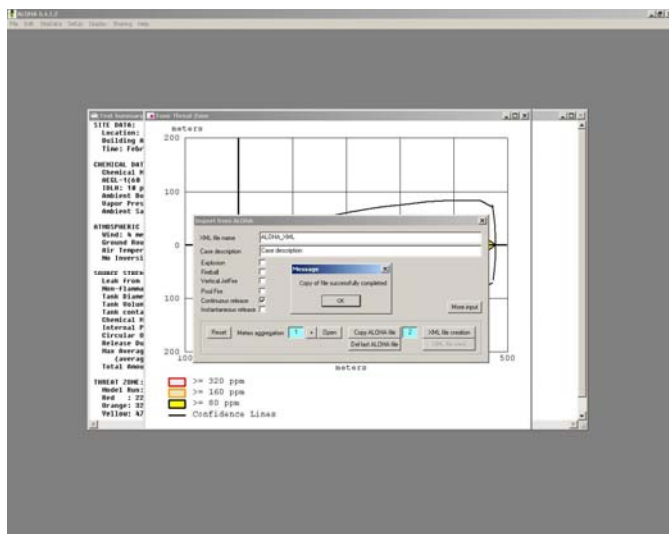 ALOHA 5.4.1.2
File Edit SiteData SetUp Display Sharing Help
Text Summary
SITE DATA:
Location:
Building A
Time: Febr
CHEMICAL DAT
Chemical N
AEGL-1(60
IDLH: 10 p
Ambient Bo
Vapor Pres
Ambient Sa
ATMOSPHERIC
Wind: 4 me
Ground Rou
Air Temper
No Inversi
SOURCE STREN
Leak from
Non-flamma
Tank Diame
Tank Volum
Tank conta
Chemical M
Internal P
Circular O
Release Du
Max Averag
(averag
Total Amou
THREAT ZONE:
Model Run:
Red : 22
Orange: 32
Yellow: 47
Toxic Threat Zone
meters
200
100
0
100
200
100
500
meters
>= 320 ppm
>= 160 ppm
>= 80 ppm
Confidence Lines
Import from ALOHA
XML file name
ALOHA_XML
Case description
Case description
Explosion
Fireball
Vertical JetFire
Pool Fire
Continuous release
Instantaneous release
More input
Reset
Meteo aggregation
1
+
Open
Copy ALOHA file
2
XML file creation
Del last ALOHA file
Message
Copy of file successfully completed
OK